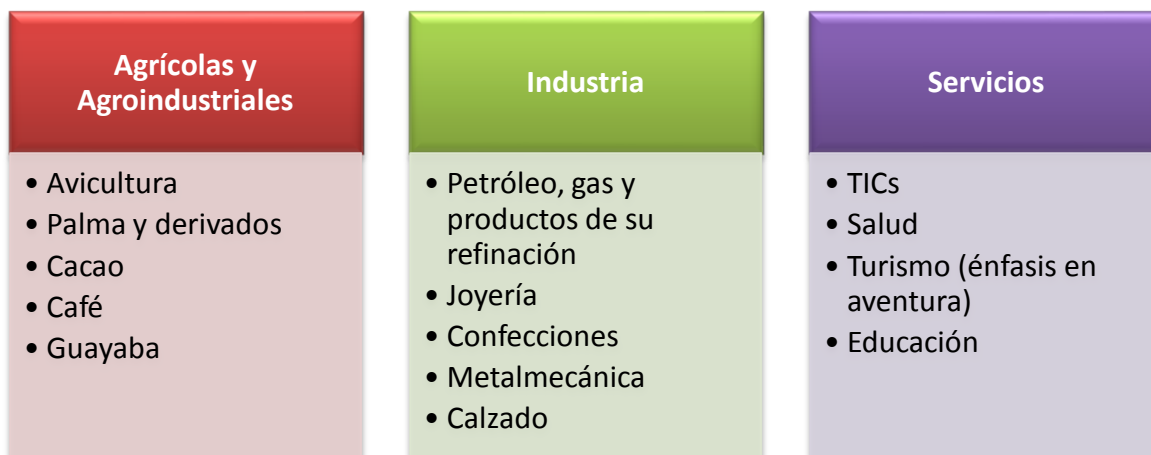 Agrícolas y
Agroindustriales
• Avicultura
• Palma y derivados
• Cacao
• Café
• Guayaba
Industria
• Petróleo, gas y
productos de su
refinación
• Joyería
• Confecciones
• Metalmecánica
• Calzado
Servicios
• TICs
• Salud
• Turismo (énfasis en
aventura)
• Educación